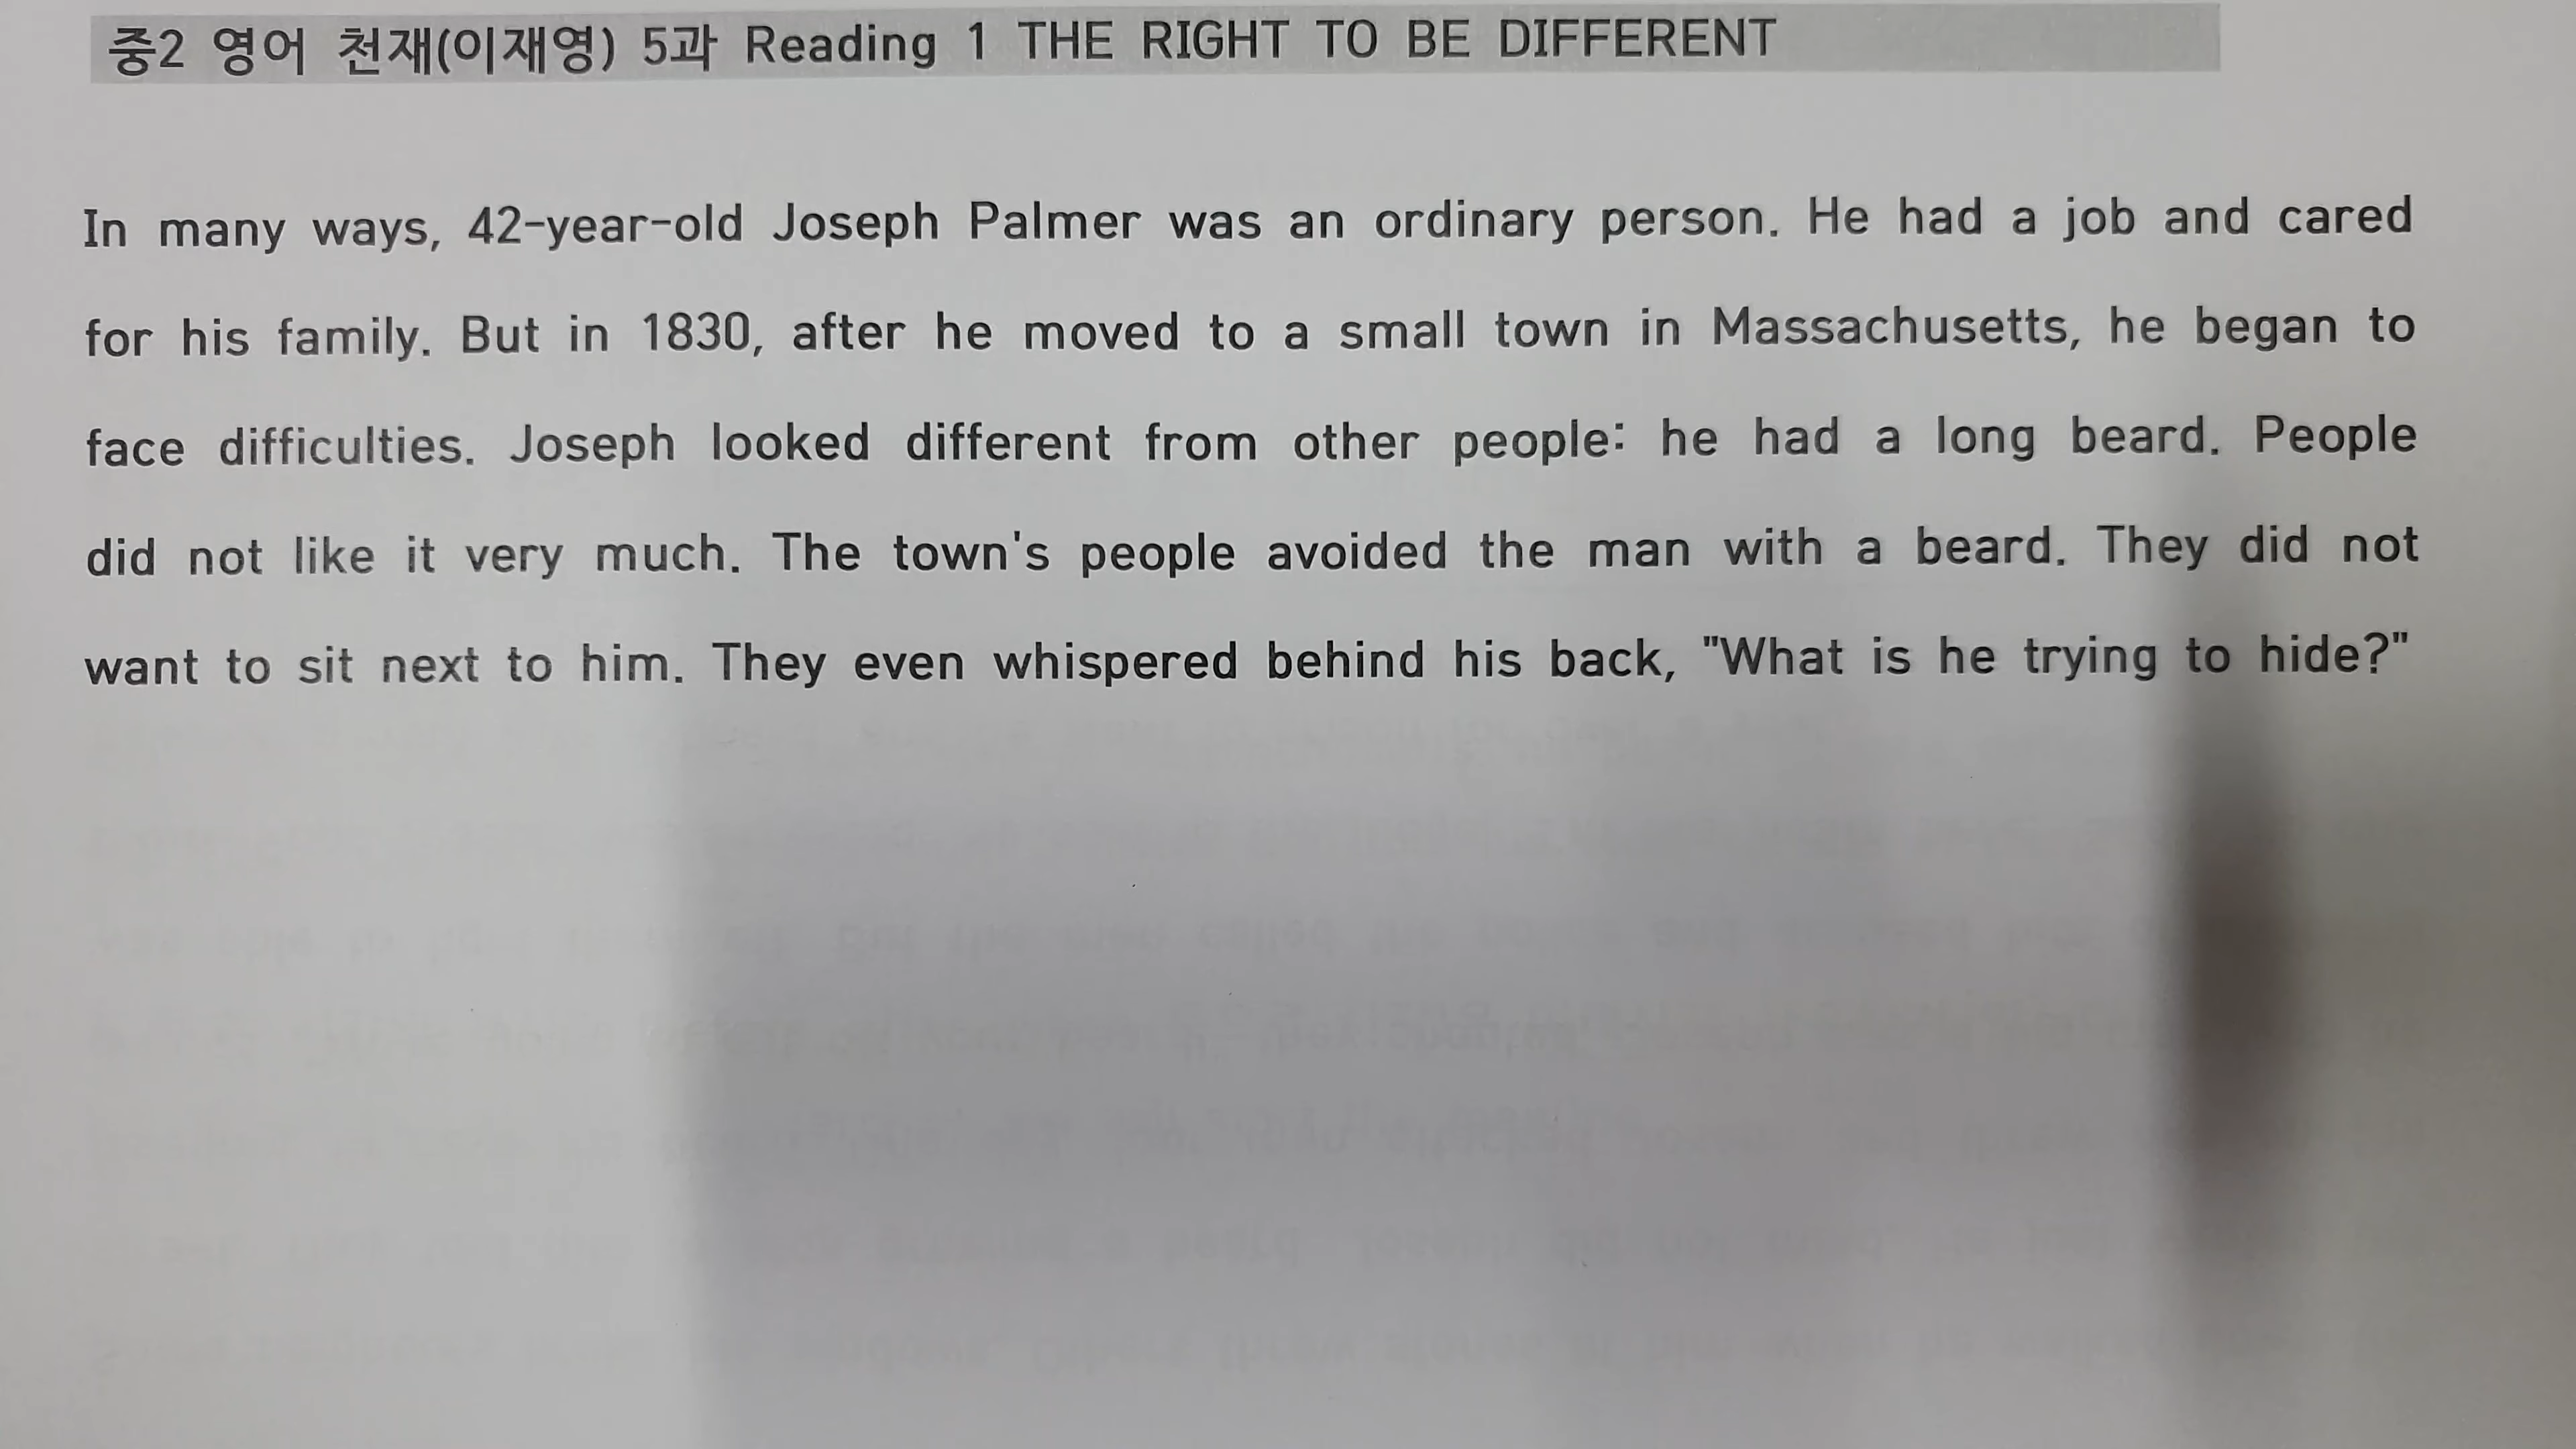 중2 영어 천재(이재영) 5과 Reading 1 THE RIGHT TO BE DIFFERENT
In many ways, 42-year-old Joseph Palmer was an ordinary person. He had a job and cared
for his family. But in 1830, after he moved to a small town in Massachusetts, he began to
face difficulties. Joseph looked different from other people: he had a long beard. People
did not like it very much. The town's people avoided the man with a beard. They did not
want to sit next to him. They even whispered behind his back, "What is he trying to hide?"